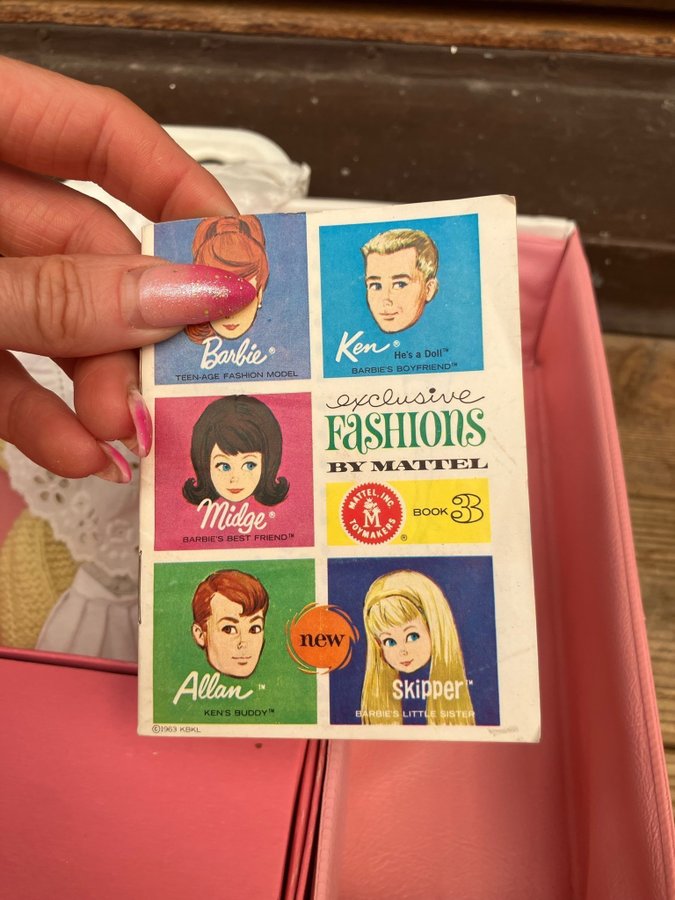 Barbie®
TEEN-AGE FASHION MODEL
Ken® He's a Doll™
BARBIE'S BOYFRIEND™
exclusive
FASHIONS
BY MATTEL
MATTEL, INC.
M
TOYMAKERS
®
BOOK 3
Midge®
BARBIE'S BEST FRIEND™
Allan™
KEN'S BUDDY™
new
Skipper™
BARBIE'S LITTLE SISTER
©1963 KBKL